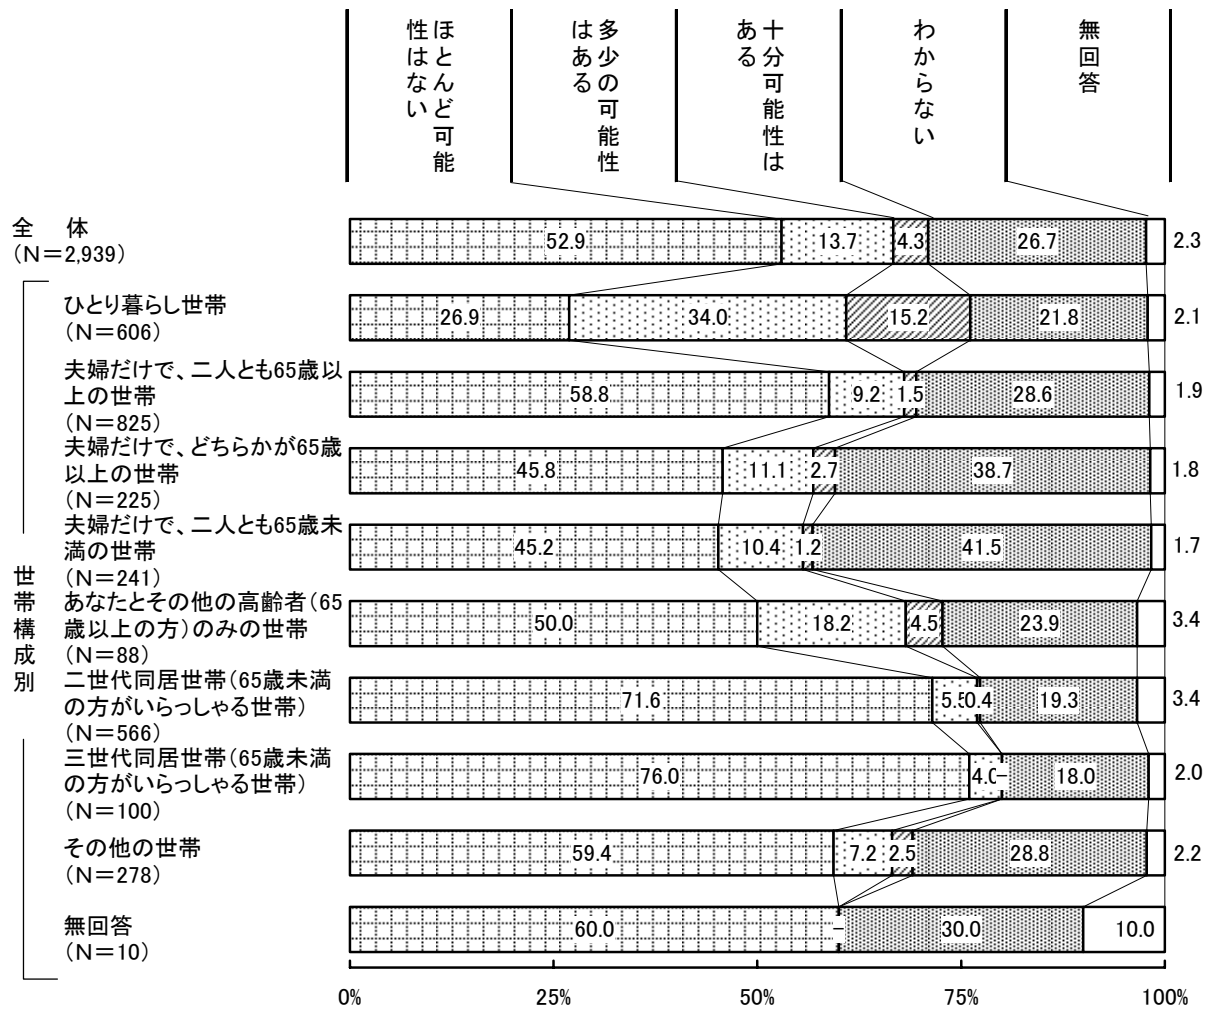 ほとんど可能
性はない
多少の可能性
はある
十分可能性は
ある
わからない
無回答
全　体
（N＝2,939）
52.9
13.7
4.3
26.7
2.3
世帯構成別
ひとり暮らし世帯
（N＝606）
26.9
34.0
15.2
21.8
2.1
夫婦だけで、二人とも65歳以
上の世帯
（N＝825）
58.8
9.2
1.5
28.6
1.9
夫婦だけで、どちらかが65歳
以上の世帯
（N＝225）
45.8
11.1
2.7
38.7
1.8
夫婦だけで、二人とも65歳未
満の世帯
（N＝241）
45.2
10.4
1.2
41.5
1.7
あなたとその他の高齢者（65
歳以上の方）のみの世帯
（N＝88）
50.0
18.2
4.5
23.9
3.4
二世代同居世帯（65歳未満
の方がいらっしゃる世帯）
（N＝566）
71.6
5.5
0.4
19.3
3.4
三世代同居世帯（65歳未満
の方がいらっしゃる世帯）
（N＝100）
76.0
4.0
－
18.0
2.0
その他の世帯
（N＝278）
59.4
7.2
2.5
28.8
2.2
無回答
（N＝10）
60.0
－
30.0
10.0
0%
25%
50%
75%
100%